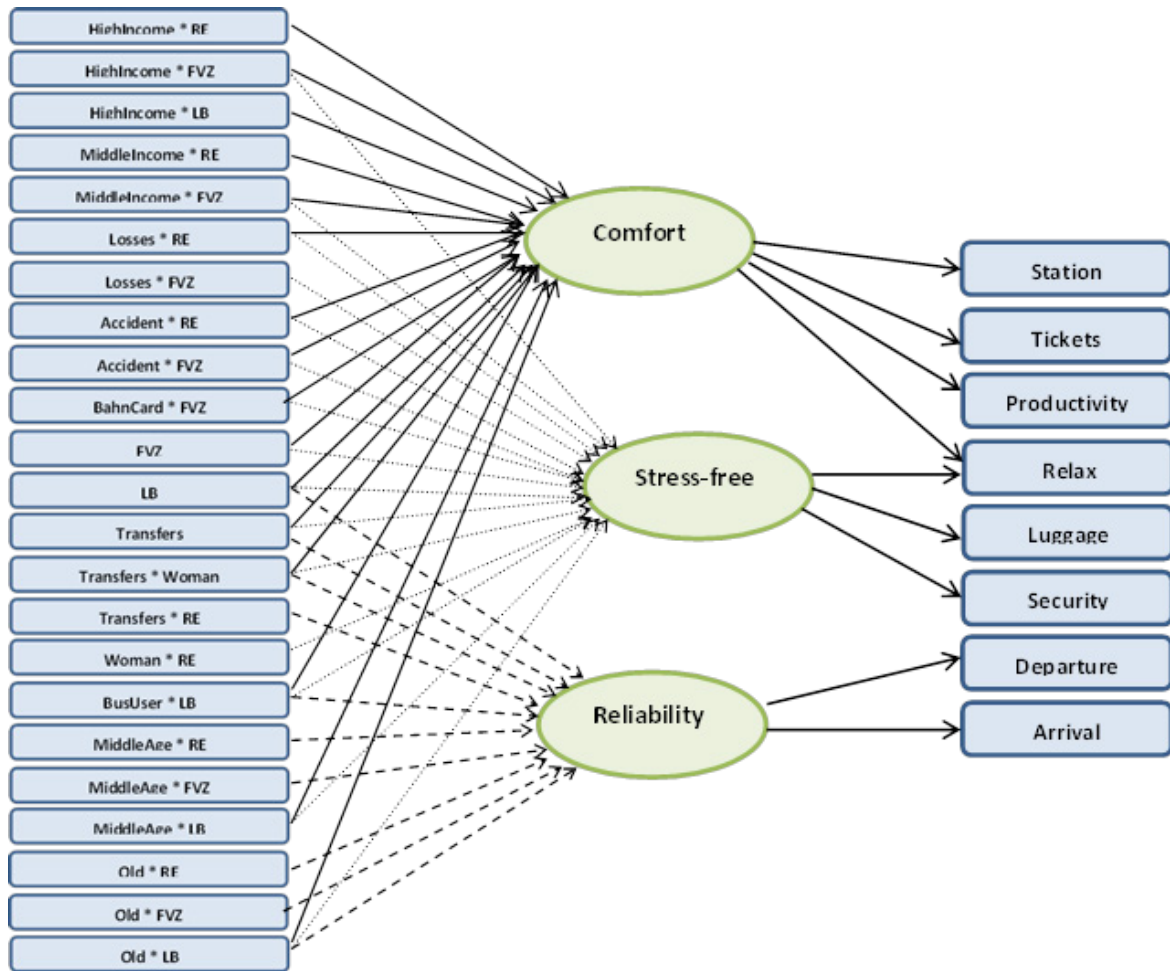 HighIncome * RE
HighIncome * FVZ
HighIncome * LB
MiddleIncome * RE
MiddleIncome * FVZ
Losses * RE
Losses * FVZ
Accident * RE
Accident * FVZ
BahnCard * FVZ
FVZ
LB
Transfers
Transfers * Woman
Transfers * RE
Woman * RE
BusUser * LB
MiddleAge * RE
MiddleAge * FVZ
MiddleAge * LB
Old * RE
Old * FVZ
Old * LB
Comfort
Stress-free
Reliability
Station
Tickets
Productivity
Relax
Luggage
Security
Departure
Arrival